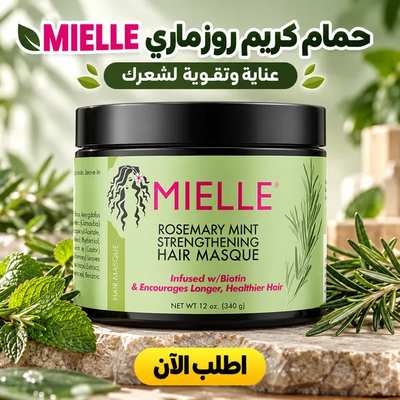 حمام كريم روزماري MIELLE
عناية وتقوية لشعرك
MIELLE
ROSEMARY MINT
STRENGTHENING
HAIR MASQUE
Infused w/Biotin
& Encourages Longer, Healthier Hair
NET WT 12 oz. (340 g)
HAIR MASQUE
اطلب الآن